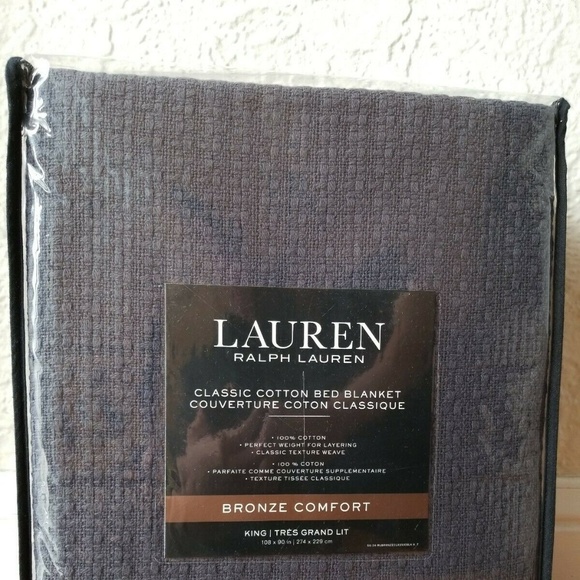 LAUREN
RALPH LAUREN
CLASSIC COTTON BED BLANKET
COUVERTURE COTON CLASSIQUE
• 100% COTTON
• PERFECT WEIGHT FOR LAYERING
• CLASSIC TEXTURE WEAVE
• 100 % COTON
• PARFAITE COMME COUVERTURE SUPPLEMENTAIRE
• TEXTURE TISSÉE CLASSIQUE
BRONZE COMFORT
KING | TRÈS GRAND LIT
108 x 90 in | 274 x 229 cm